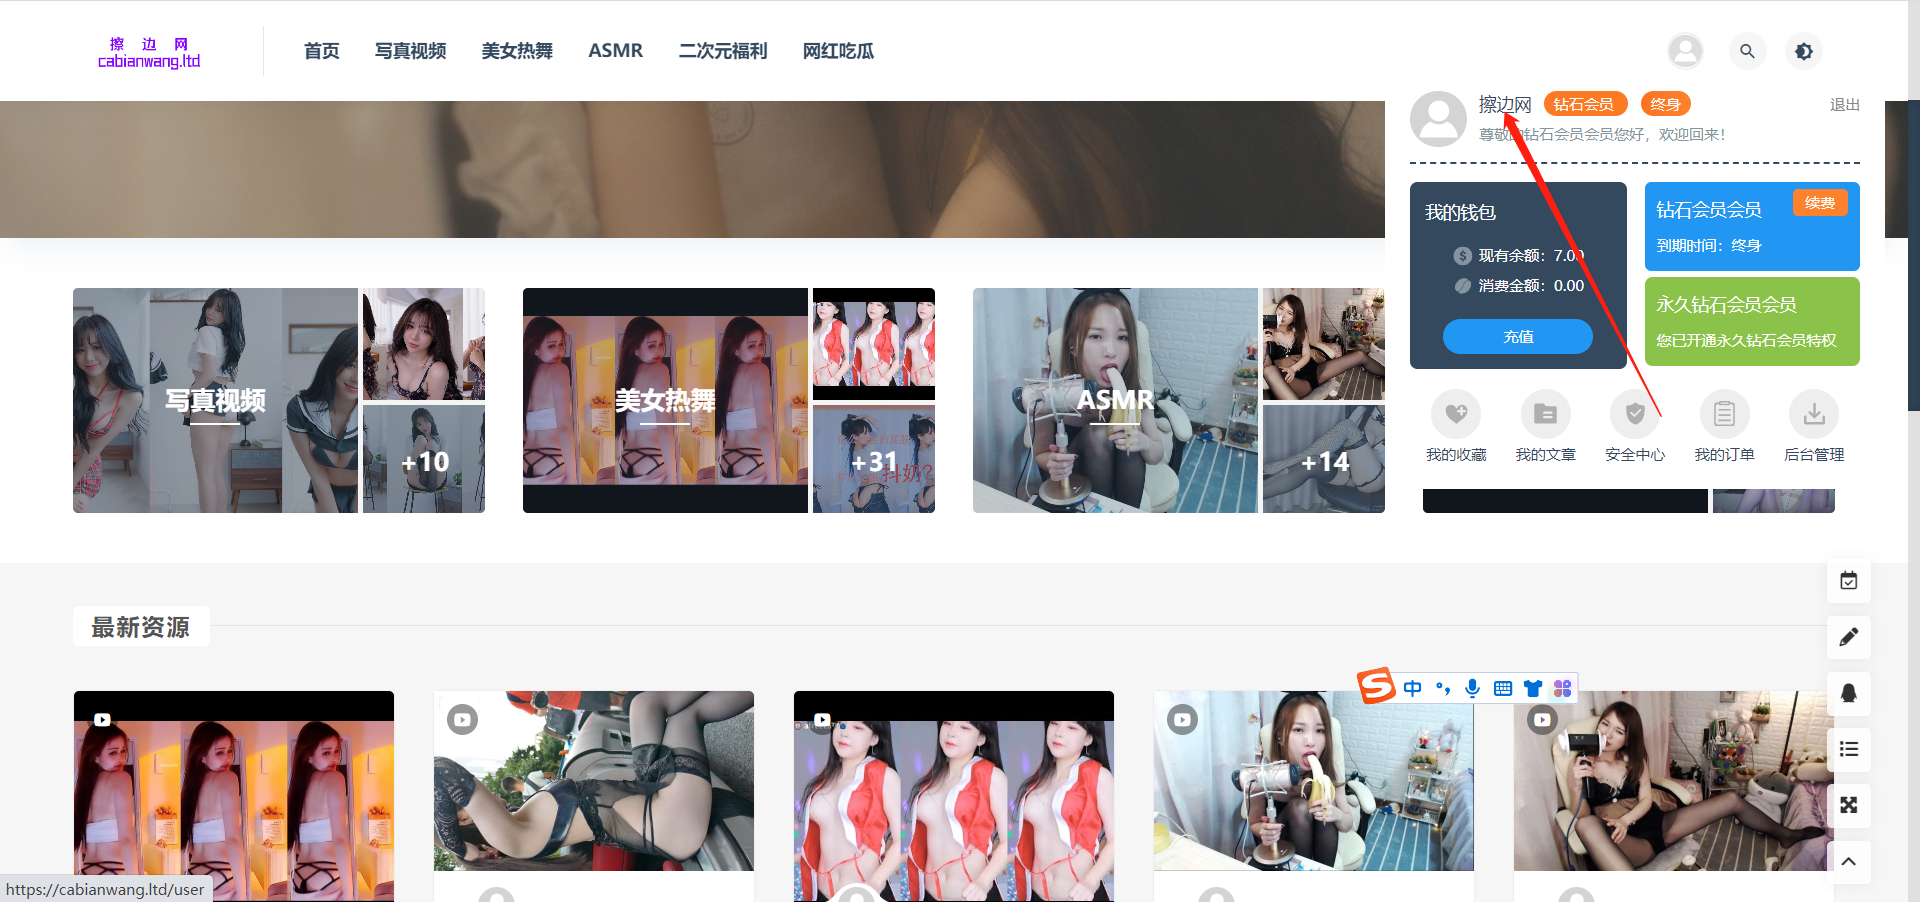 擦 边 网
cabianwang.ltd
首页 写真视频 美女热舞 ASMR 二次元福利 网红吃瓜
擦边网 钻石会员 终身 退出
尊敬的钻石会员会员您好，欢迎回来！
我的钱包
现有余额：7.00
消费金额：0.00
充值
钻石会员会员 续费
到期时间：终身
永久钻石会员会员
您已开通永久钻石会员特权
我的收藏 我的文章 安全中心 我的订单 后台管理
写真视频
+10
美女热舞
+31
抖奶?
ASMR
+14
最新资源
中
https://cabianwang.ltd/user